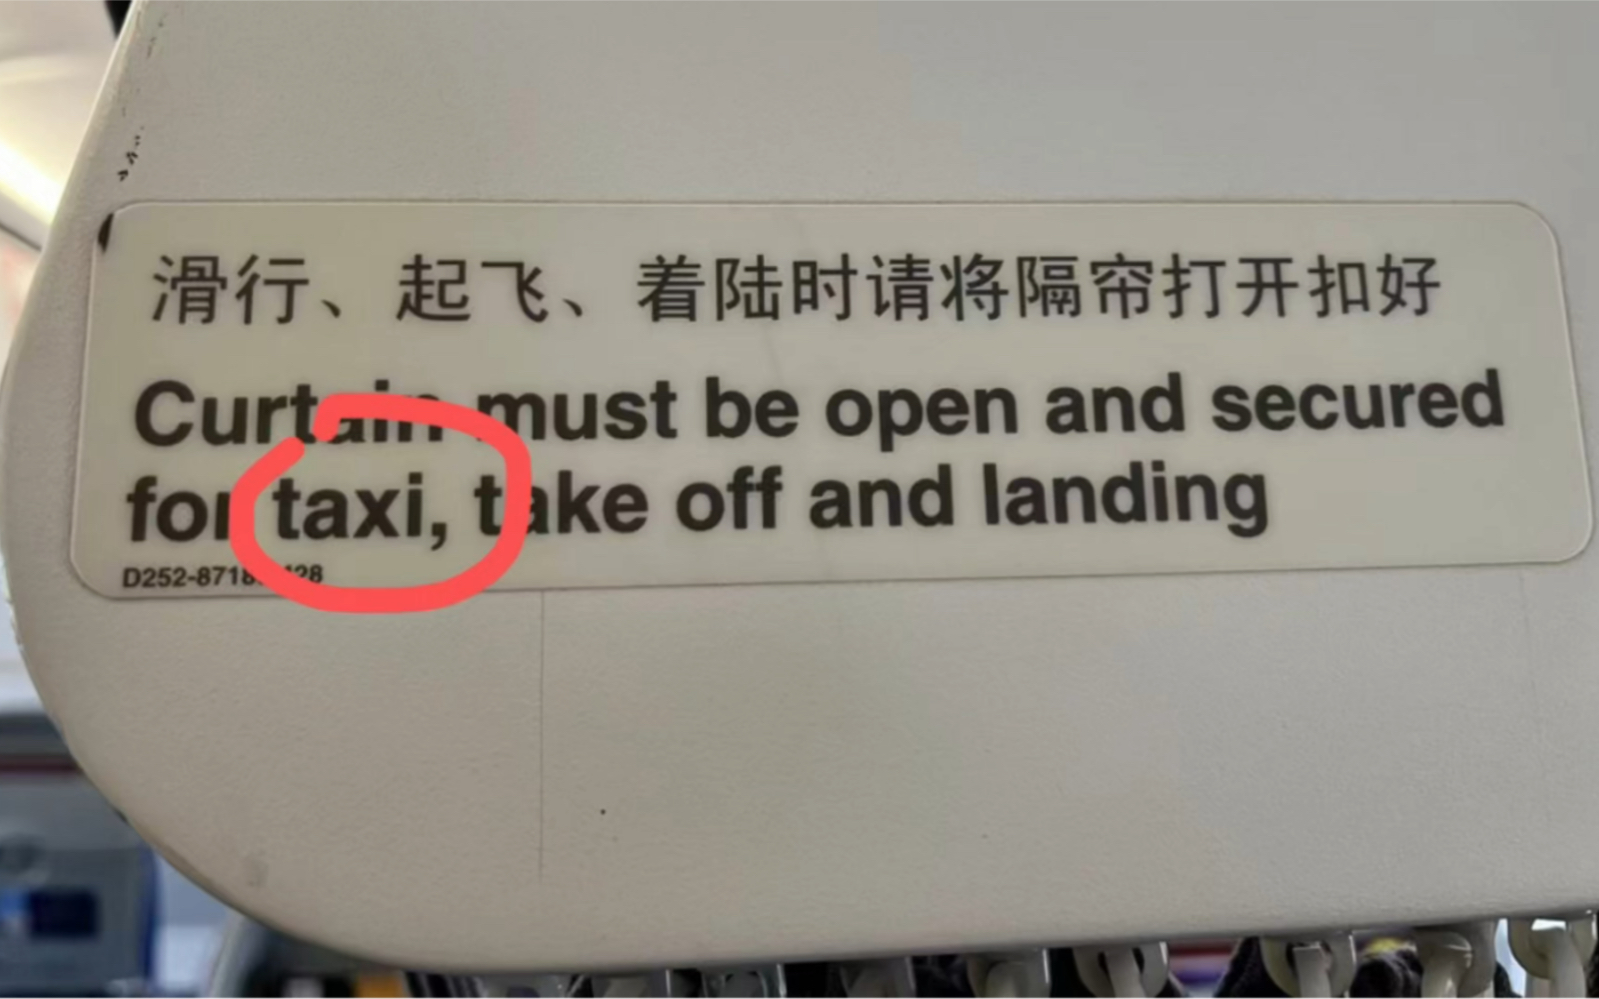 滑行、起飞、着陆时请将隔帘打开扣好
Curtain must be open and secured
for taxi, take off and landing